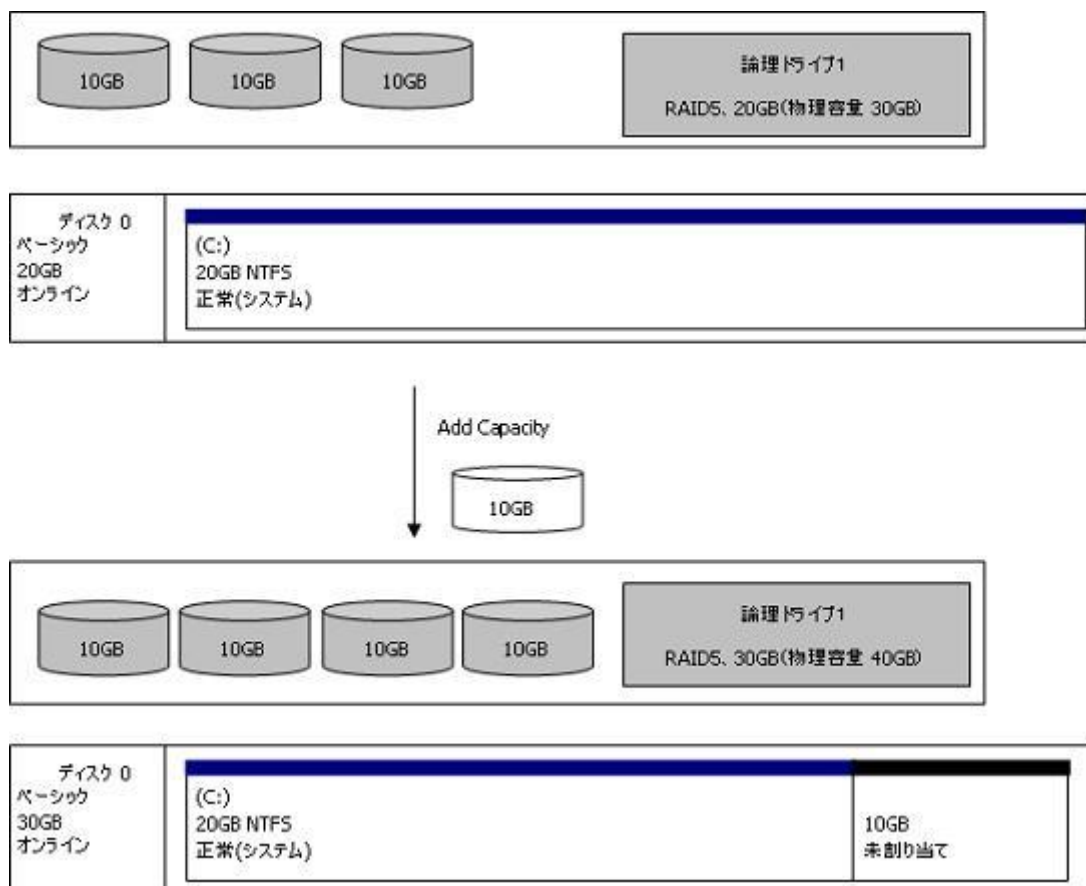 10GB
10GB
10GB
論理ドライブ1
RAID5、20GB(物理容量 30GB)
ディスク 0
ベーシック
20GB
オンライン
(C:)
20GB NTFS
正常(システム)
Add Capacity
10GB
10GB
10GB
10GB
10GB
論理ドライブ1
RAID5、30GB(物理容量 40GB)
ディスク 0
ベーシック
30GB
オンライン
(C:)
20GB NTFS
正常(システム)
10GB
未割り当て